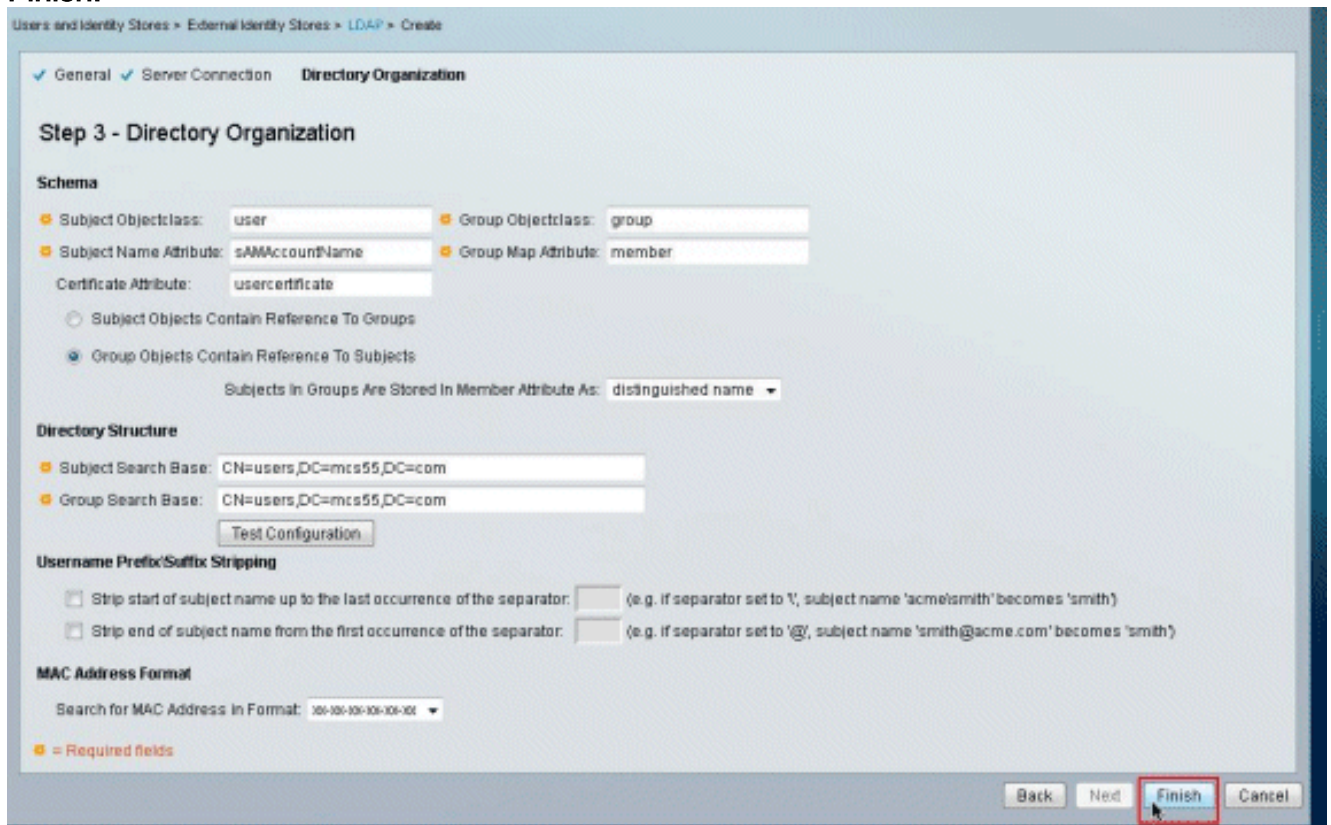 Finish.
Users and Identity Stores > External Identity Stores > LDAP > Create
General Server Connection Directory Organization
Step 3 - Directory Organization
Schema
Subject Objectclass: user Group Objectclass: group
Subject Name Attribute: sAMAccountName Group Map Attribute: member
Certificate Attribute: usercertificate
Subject Objects Contain Reference To Groups
Group Objects Contain Reference To Subjects
Subjects In Groups Are Stored In Member Attribute As: distinguished name
Directory Structure
Subject Search Base: CN=users,DC=mcs55,DC=com
Group Search Base: CN=users,DC=mcs55,DC=com
Test Configuration
Username Prefix\Suffix Stripping
Strip start of subject name up to the last occurrence of the separator: (e.g. if separator set to '\', subject name 'acme\smith' becomes 'smith')
Strip end of subject name from the first occurrence of the separator: (e.g. if separator set to '@', subject name 'smith@acme.com' becomes 'smith')
MAC Address Format
Search for MAC Address in Format: xx-xx-xx-xx-xx-xx
= Required fields
Back Next Finish Cancel